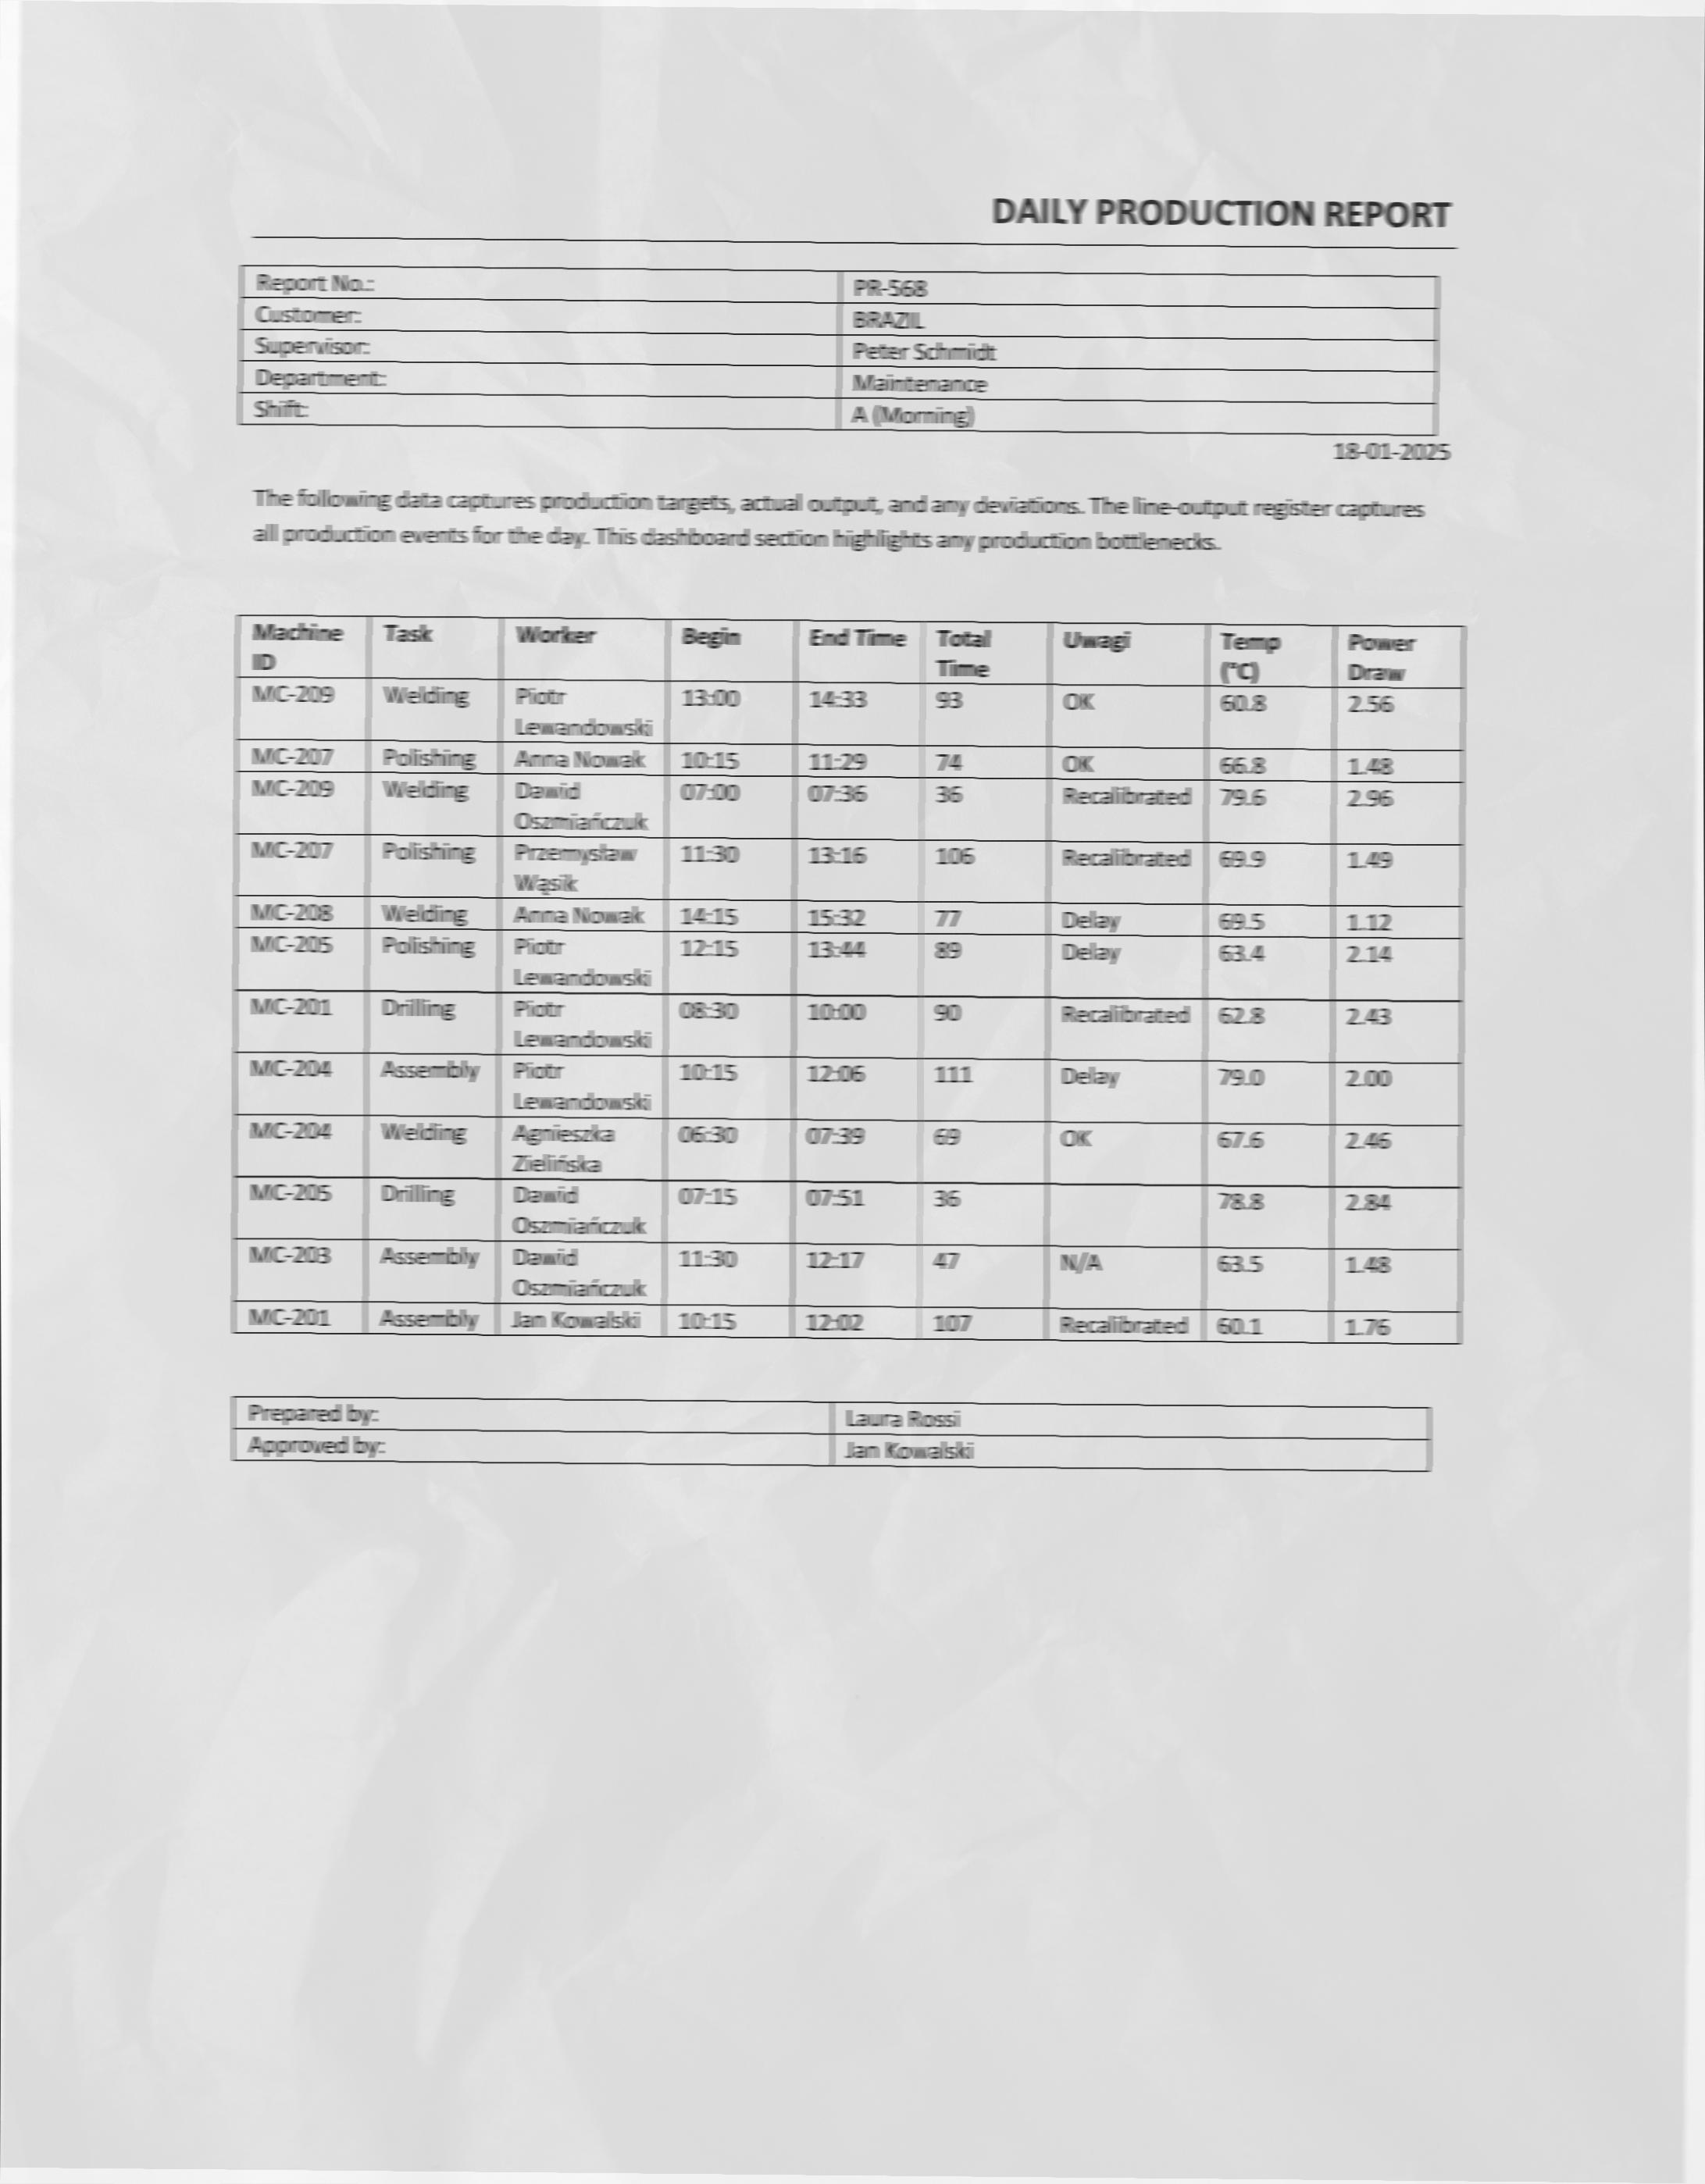 DAILY PRODUCTION REPORT
Report No.: PR-568
Customer: BRAZIL
Supervisor: Peter Schmidt
Department: Maintenance
Shift: A (Morning)
18-01-2025
The following data captures production targets, actual output, and any deviations. The line-output register captures
all production events for the day. This dashboard section highlights any production bottlenecks.
Machine ID Task Worker Begin End Time Total Time Uwagi Temp (°C) Power Draw
MC-209 Welding Piotr Lewandowski 13:00 14:33 93 OK 60.8 2.56
MC-207 Polishing Anna Nowak 10:15 11:29 74 OK 66.8 1.48
MC-209 Welding Dawid Oszmiańczuk 07:00 07:36 36 Recalibrated 79.6 2.96
MC-207 Polishing Przemysław Wąsik 11:30 13:16 106 Recalibrated 69.9 1.49
MC-208 Welding Anna Nowak 14:15 15:32 77 Delay 69.5 1.12
MC-205 Polishing Piotr Lewandowski 12:15 13:44 89 Delay 63.4 2.14
MC-201 Drilling Piotr Lewandowski 08:30 10:00 90 Recalibrated 62.8 2.43
MC-204 Assembly Piotr Lewandowski 10:15 12:06 111 Delay 79.0 2.00
MC-204 Welding Agnieszka Zielińska 06:30 07:39 69 OK 67.6 2.46
MC-205 Drilling Dawid Oszmiańczuk 07:15 07:51 36 78.8 2.84
MC-203 Assembly Dawid Oszmiańczuk 11:30 12:17 47 N/A 63.5 1.48
MC-201 Assembly Jan Kowalski 10:15 12:02 107 Recalibrated 60.1 1.76
Prepared by: Laura Rossi
Approved by: Jan Kowalski